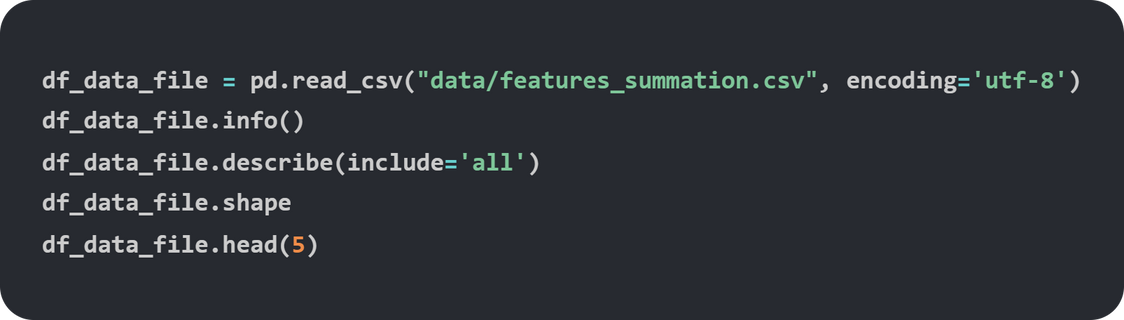 df_data_file = pd.read_csv("data/features_summation.csv", encoding='utf-8')
df_data_file.info()
df_data_file.describe(include='all')
df_data_file.shape
df_data_file.head(5)